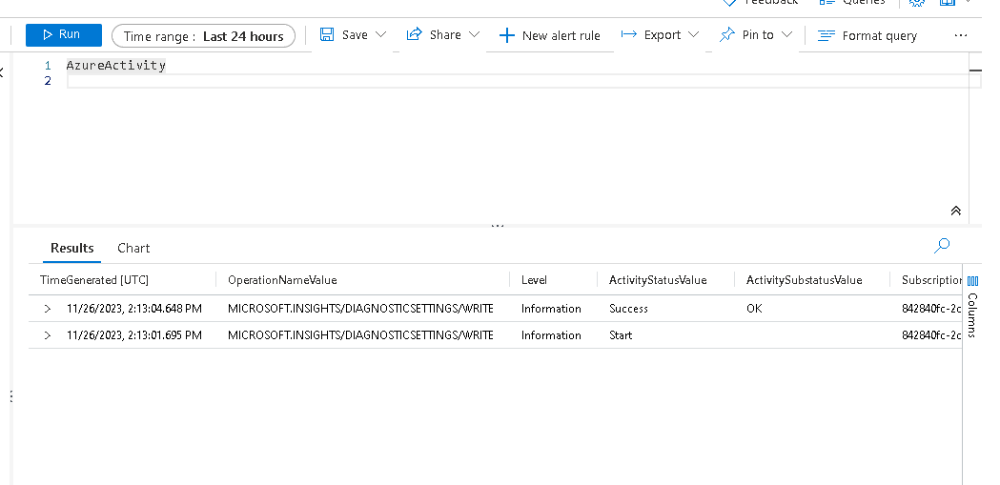 Feedback Queries
Run Time range : Last 24 hours Save Share New alert rule Export Pin to Format query ...
1 AzureActivity
2
Results Chart
TimeGenerated [UTC] OperationNameValue Level ActivityStatusValue ActivitySubstatusValue Subscription
11/26/2023, 2:13:04.648 PM MICROSOFT.INSIGHTS/DIAGNOSTICSETTINGS/WRITE Information Success OK 842840fc-2c
11/26/2023, 2:13:01.695 PM MICROSOFT.INSIGHTS/DIAGNOSTICSETTINGS/WRITE Information Start 842840fc-2c
Columns